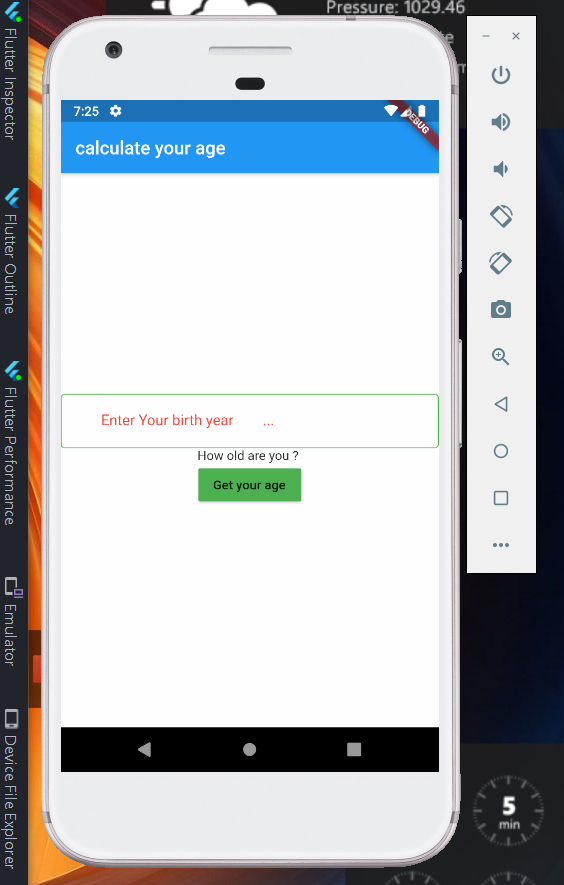 Pressure: 1029.46
7:25
DEBUG
calculate your age
Enter Your birth year ...
How old are you ?
Get your age
Flutter Inspector
Flutter Outline
Flutter Performance
Emulator
Device File Explorer
5
min